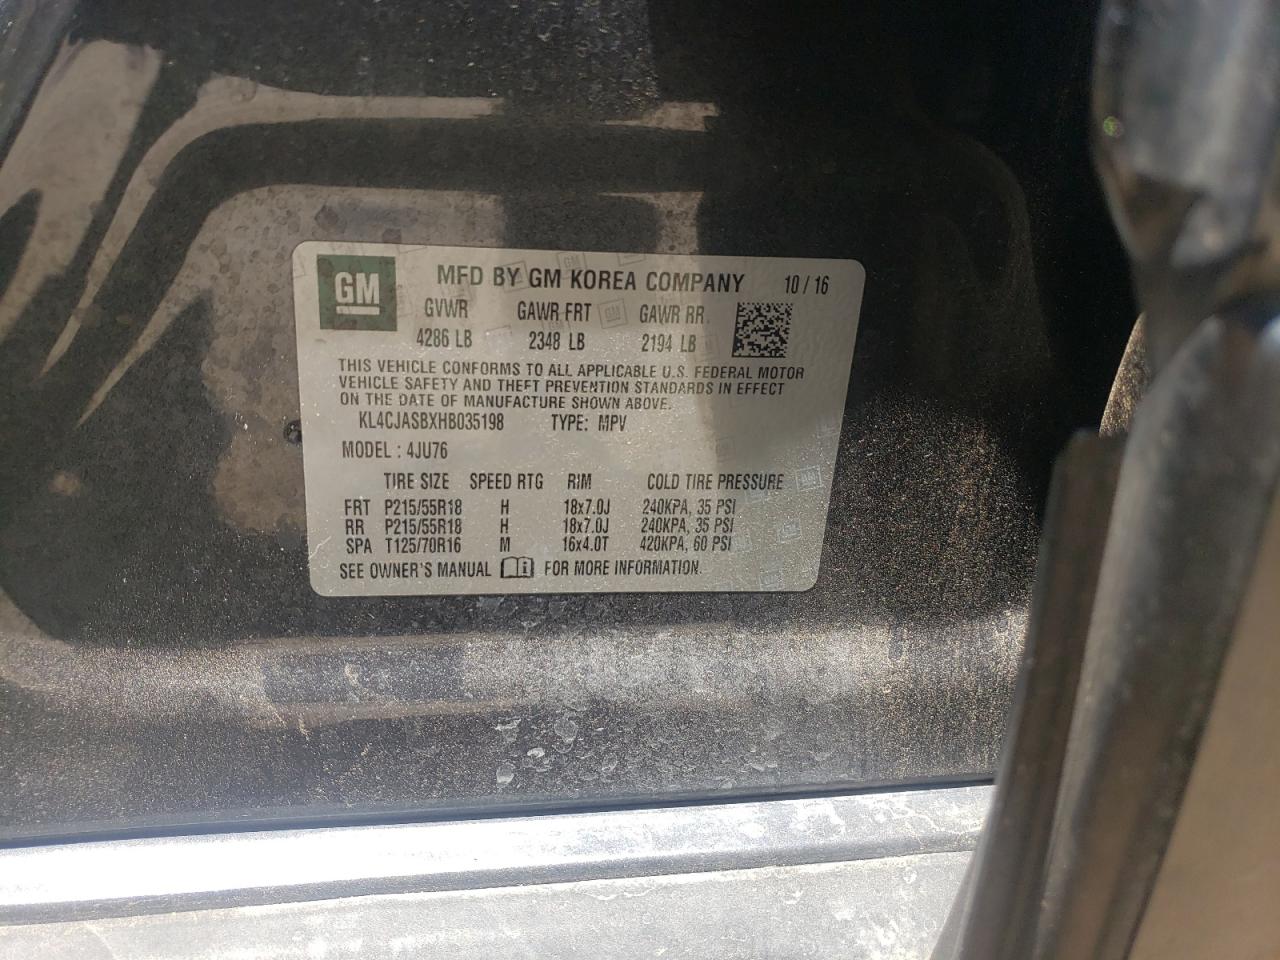 GM MFD BY GM KOREA COMPANY 10/16
GVWR GAWR FRT GAWR RR
4286 LB 2348 LB 2194 LB
THIS VEHICLE CONFORMS TO ALL APPLICABLE U.S. FEDERAL MOTOR
VEHICLE SAFETY AND THEFT PREVENTION STANDARDS IN EFFECT
ON THE DATE OF MANUFACTURE SHOWN ABOVE.
KL4CJASBXHB035198 TYPE: MPV
MODEL : 4JU76
TIRE SIZE SPEED RTG RIM COLD TIRE PRESSURE
FRT P215/55R18 H 18x7.0J 240KPA, 35 PSI
RR P215/55R18 H 18x7.0J 240KPA, 35 PSI
SPA T125/70R16 M 16x4.0T 420KPA, 60 PSI
SEE OWNER'S MANUAL FOR MORE INFORMATION.